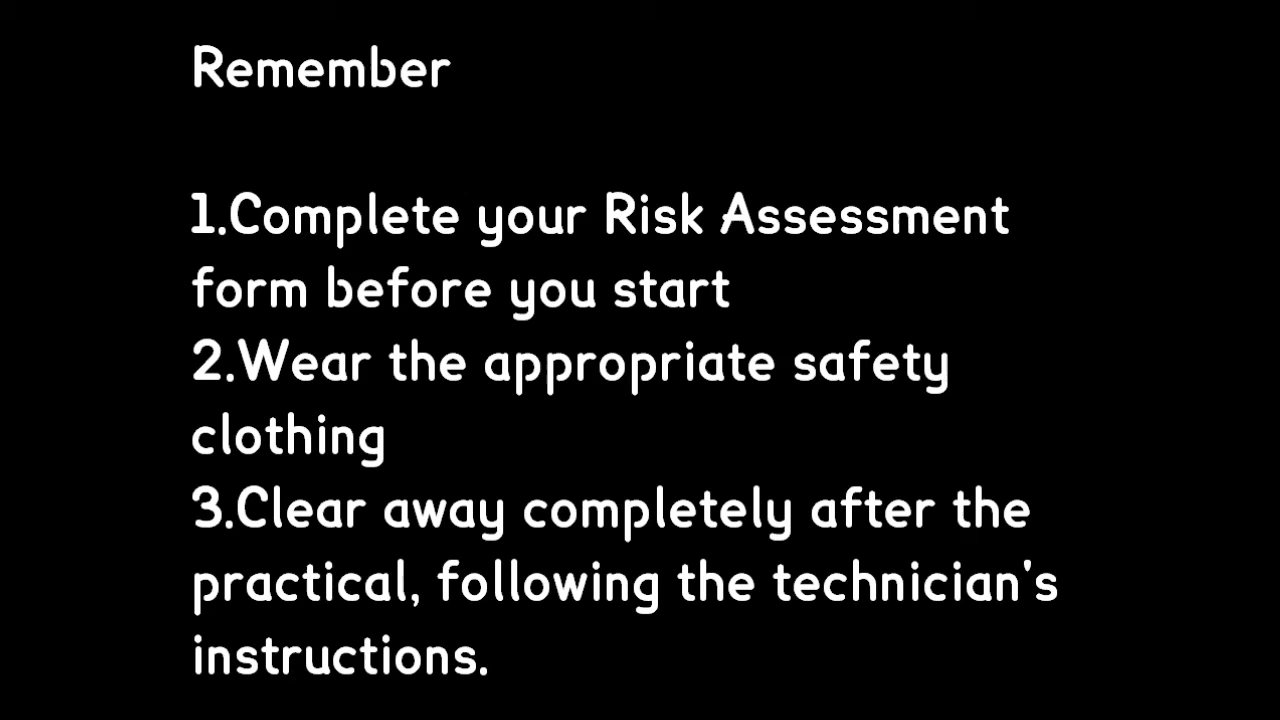 Remember
1.Complete your Risk Assessment
form before you start
2.Wear the appropriate safety
clothing
3.Clear away completely after the
practical, following the technician's
instructions.